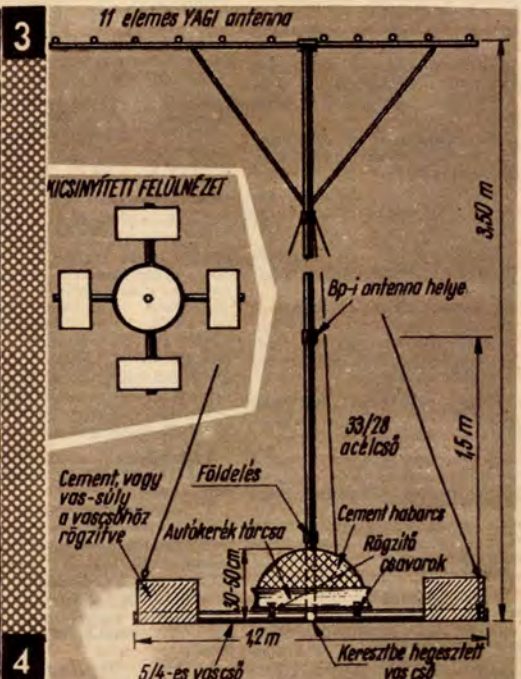 3
11 elemes YAGI antenna
KICSINYÍTETT FELÜLNÉZET
3,50 m
Bp-i antenna helye
33/28
acélcső
1,5 m
Földelés
Cement, vagy
vas-súly
a vascsőhöz
rögzítve
Autókerék tárcsa
Cement habarcs
Rögzítő
csavarok
30-50cm
1,2 m
4
5/4-es vascső
Keresztbe hegesztett
vas cső